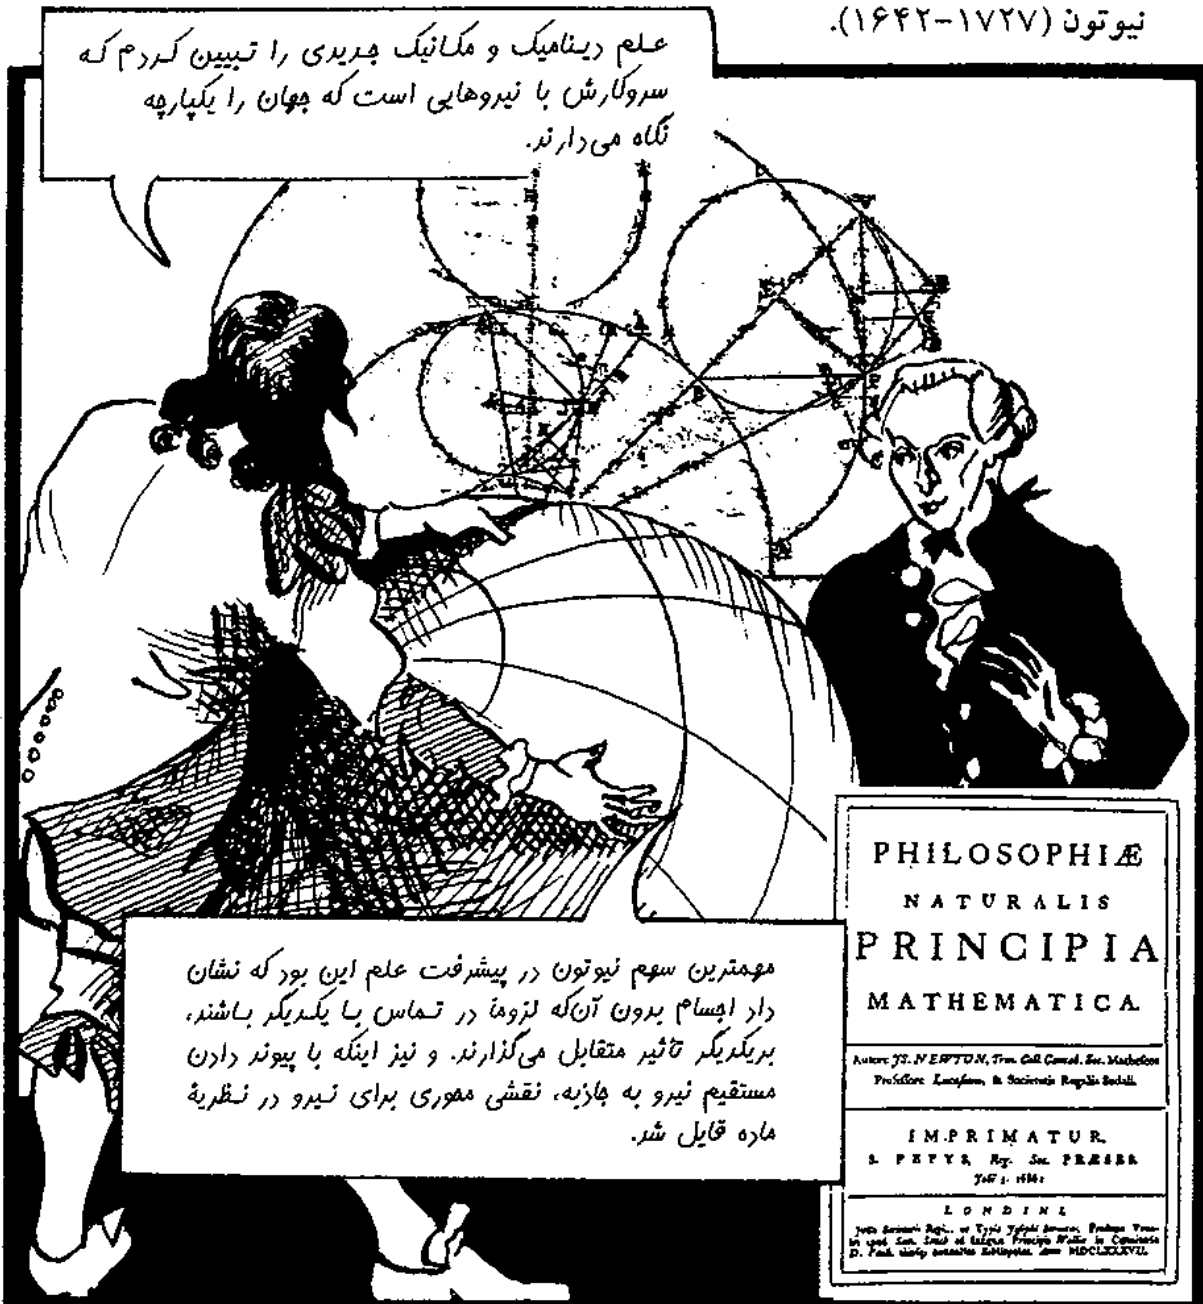 نیوتون (۱۷۲۷-۱۶۴۲).
علم دینامیک و مکانیک جدیدی را تبیین کردم که
سروکارش با نیروهایی است که جهان را یکپارچه
نگاه می‌دارند.
مهمترین سهم نیوتون در پیشرفت علم این بود که نشان
داد اجسام بدون آن‌که لزوماً در تماس با یکدیگر باشند،
بریکدیگر تأثیر متقابل می‌گذارند. و نیز اینکه با پیوند دادن
مستقیم نیرو به جاذبه، نقشی محوری برای نیرو در نظریهٔ
ماده قایل شد.
PHILOSOPHIÆ
NATURALIS
PRINCIPIA
MATHEMATICA
Autore JS. NEWTON, Trin. Coll. Cantab. Soc. Matheseos
Professore Lucasiano, & Societatis Regalis Sodali.
IMPRIMATUR
S. PEPYS, Reg. Soc. PRÆSES
LONDINI
MDCLXXXVII.